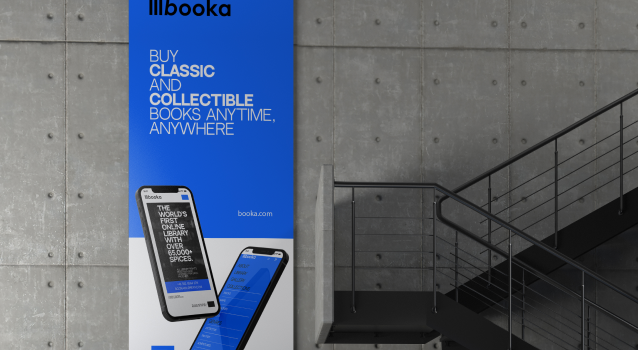 booka
BUY
CLASSIC
AND
COLLECTIBLE
BOOKS ANYTIME,
ANYWHERE
booka.com
booka
THE
WORLD'S
FIRST
ONLINE
LIBRARY
WITH
OVER
65,000+
SPICES.